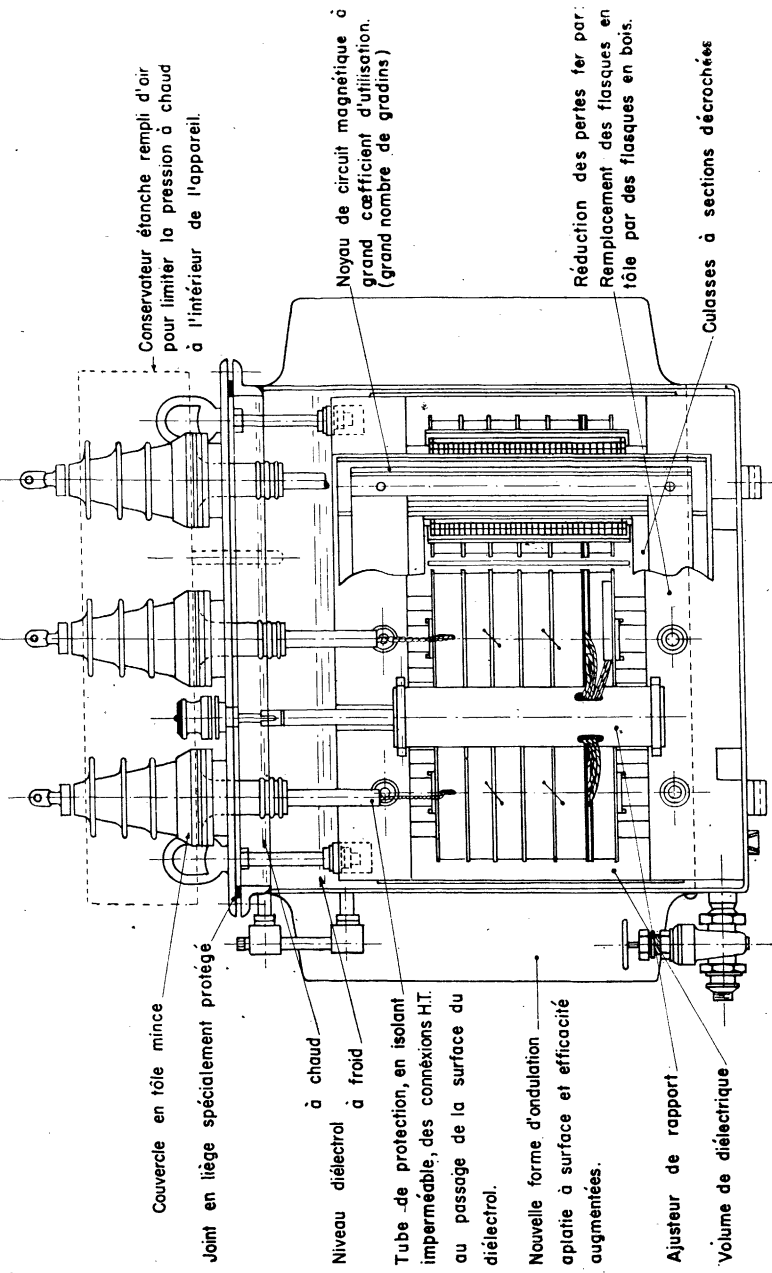 Conservateur étanche rempli d'air
pour limiter la pression à chaud
à l'intérieur de l'appareil.
Noyau de circuit magnétique à
grand cœfficient d'utilisation.
(grand nombre de gradins)
Réduction des pertes fer par:
Remplacement des flasques en
tôle par des flasques en bois.
Culasses à sections décrochées
Couvercle en tôle mince
Joint en liège spécialement protégé
à chaud
Niveau diélectrol
à froid
Tube de protection, en isolant
imperméable, des connéxions H.T.
au passage de la surface du
diélectrol.
Nouvelle forme d'ondulation
aplatie à surface et efficacité
augmentées.
Ajusteur de rapport
Volume de diélectrique